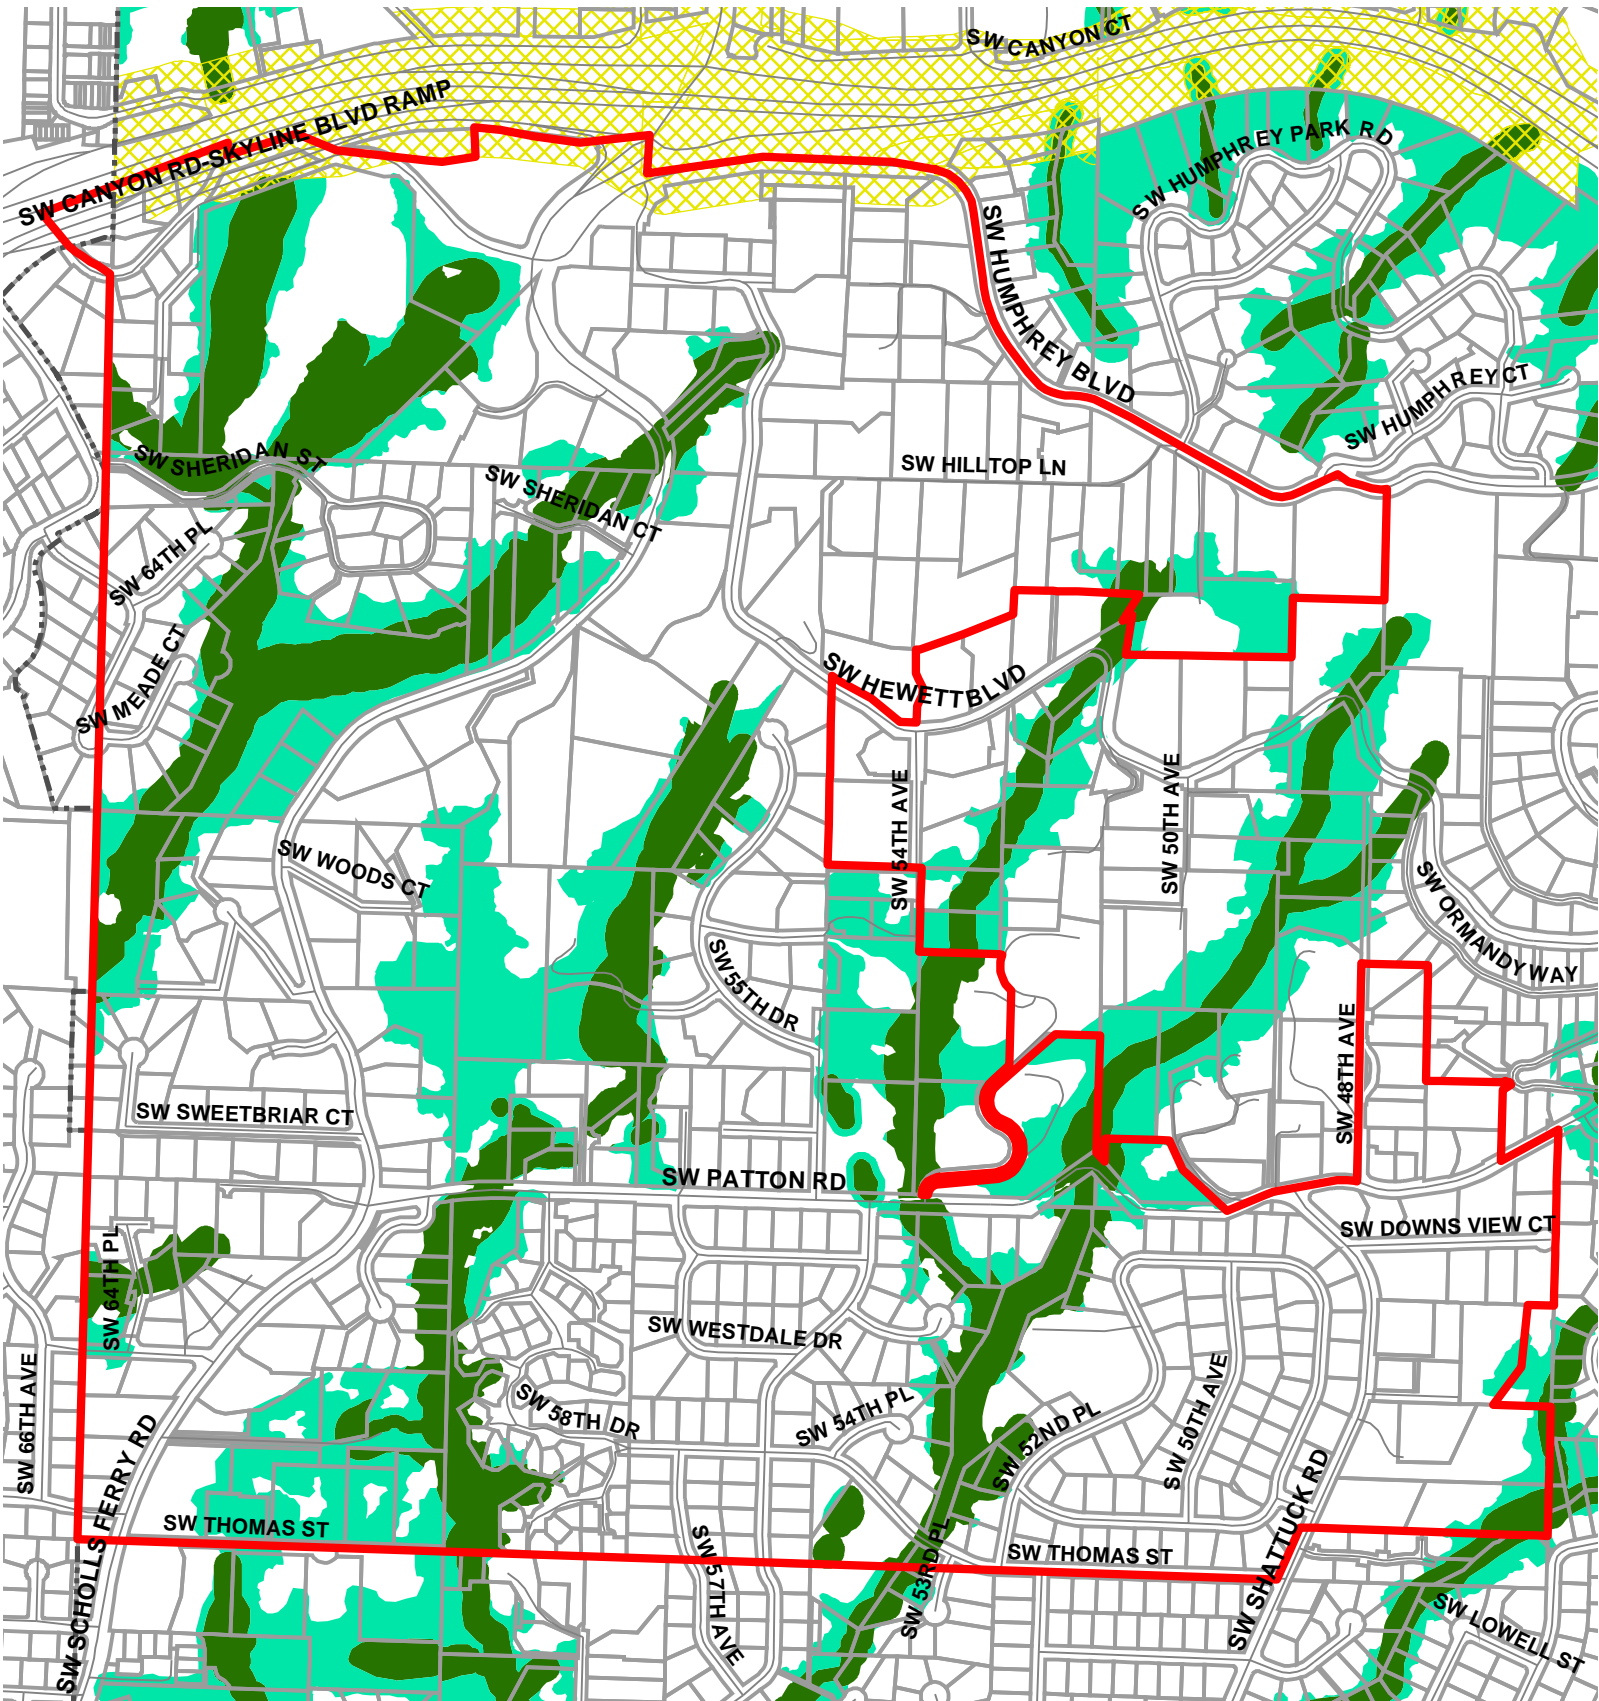 SW CANYON CT
SW CANYON RD-SKYLINE BLVD RAMP
SW HUMPHREY PARK RD
SW HUMPHREY BLVD
SW HUMPHREY CT
SW SHERIDAN ST
SW HILLTOP LN
SW SHERIDAN CT
SW 64TH PL
SW MEADE CT
SW HEWETT BLVD
SW 54TH AVE
SW 50TH AVE
SW WOODS CT
SW ORMANDY WAY
SW 55TH DR
SW 48TH AVE
SW SWEETBRIAR CT
SW PATTON RD
SW DOWNS VIEW CT
SW 64TH PL
SW WESTDALE DR
SW 66TH AVE
SW 58TH DR
SW 54TH PL
SW 52ND PL
SW 50TH AVE
SW SCHOLLS FERRY RD
SW THOMAS ST
SW 57TH AVE
SW 53RD PL
SW THOMAS ST
SW SHATTUCK RD
SW LOWELL ST